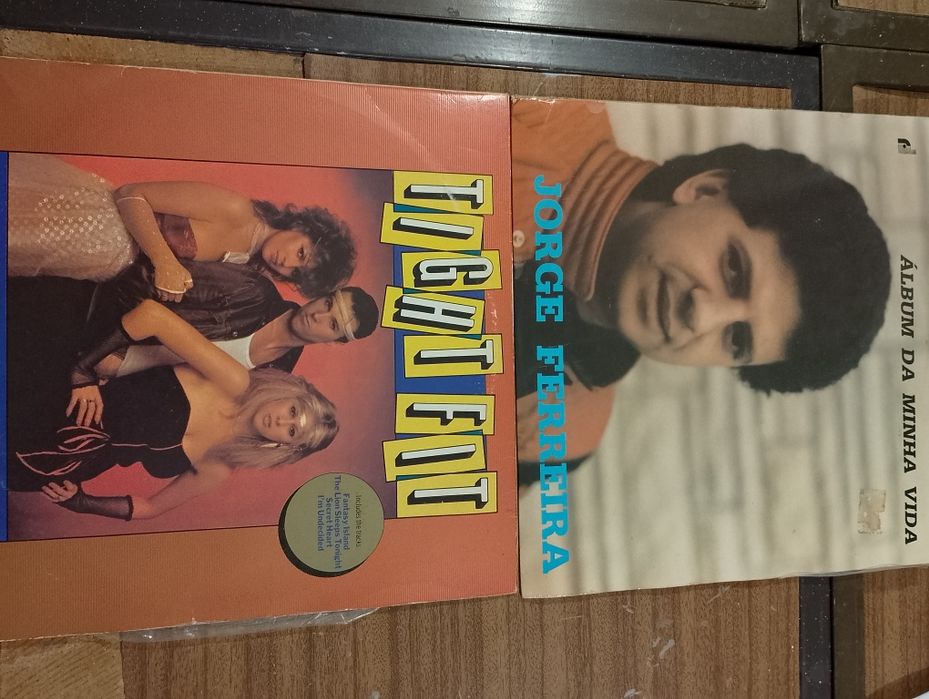 TIGHT FIT
Includes the tracks
Fantasy Island
The Lion Sleeps Tonight
Secret Heart
I'm Undecided
ÁLBUM DA MINHA VIDA
JORGE FERREIRA